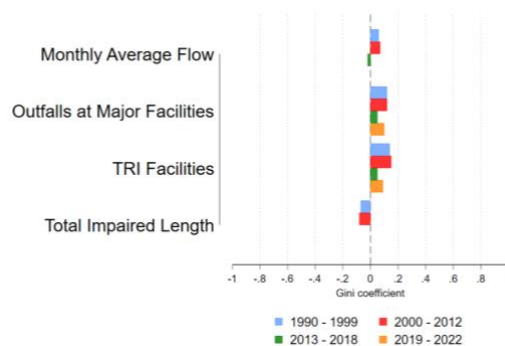 Monthly Average Flow
Outfalls at Major Facilities
TRI Facilities
Total Impaired Length
-1 -.8 -.6 -.4 -.2 0 .2 .4 .6 .8
Gini coefficient
1990 - 1999 2000 - 2012
2013 - 2018 2019 - 2022